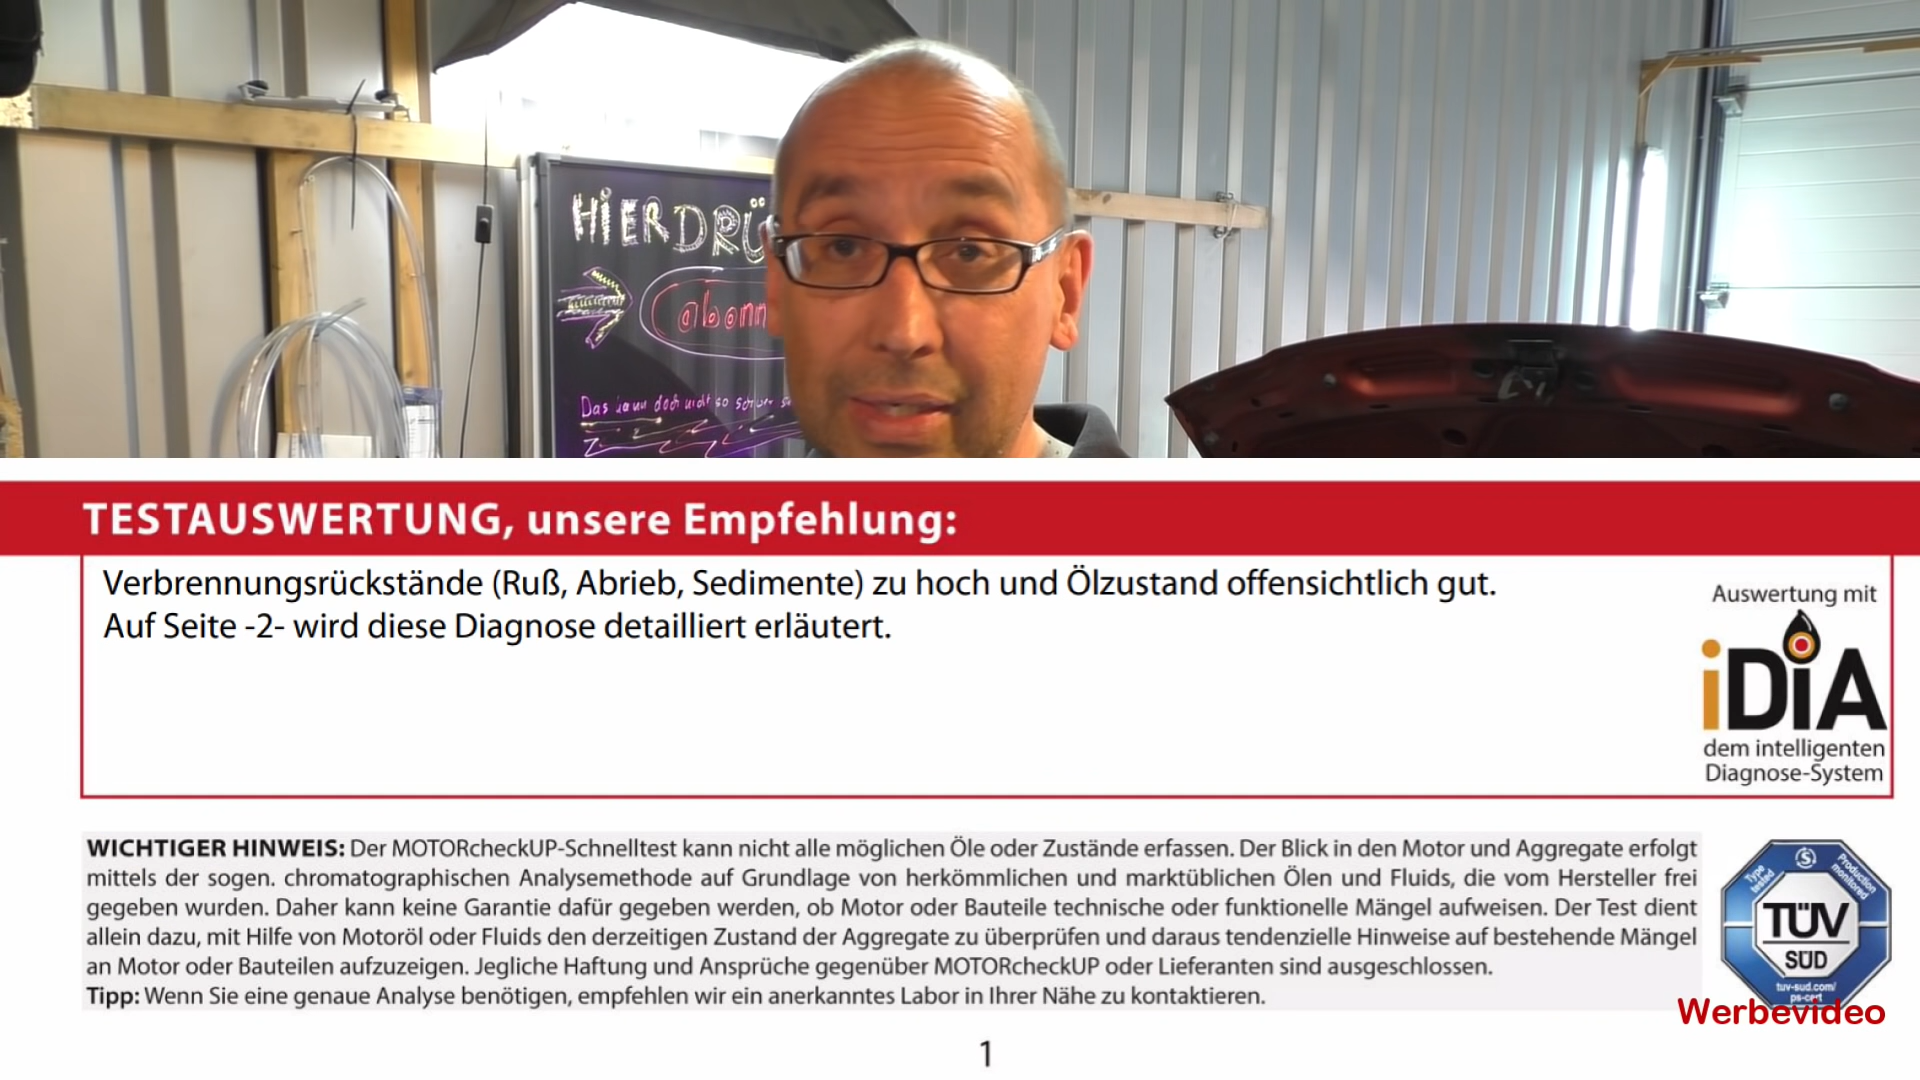 HiERDRÜ
abonn
Das kann doch nicht so schwer se
TESTAUSWERTUNG, unsere Empfehlung:
Verbrennungsrückstände (Ruß, Abrieb, Sedimente) zu hoch und Ölzustand offensichtlich gut.
Auf Seite -2- wird diese Diagnose detailliert erläutert.
Auswertung mit
iDiA
dem intelligenten
Diagnose-System
WICHTIGER HINWEIS: Der MOTORcheckUP-Schnelltest kann nicht alle möglichen Öle oder Zustände erfassen. Der Blick in den Motor und Aggregate erfolgt
mittels der sogen. chromatographischen Analysemethode auf Grundlage von herkömmlichen und marktüblichen Ölen und Fluids, die vom Hersteller frei
gegeben wurden. Daher kann keine Garantie dafür gegeben werden, ob Motor oder Bauteile technische oder funktionelle Mängel aufweisen. Der Test dient
allein dazu, mit Hilfe von Motoröl oder Fluids den derzeitigen Zustand der Aggregate zu überprüfen und daraus tendenzielle Hinweise auf bestehende Mängel
an Motor oder Bauteilen aufzuzeigen. Jegliche Haftung und Ansprüche gegenüber MOTORcheckUP oder Lieferanten sind ausgeschlossen.
Tipp: Wenn Sie eine genaue Analyse benötigen, empfehlen wir ein anerkanntes Labor in Ihrer Nähe zu kontaktieren.
Type tested
Production monitored
TÜV
SÜD
tuv-sud.com/
ps-cert
Werbevideo
1